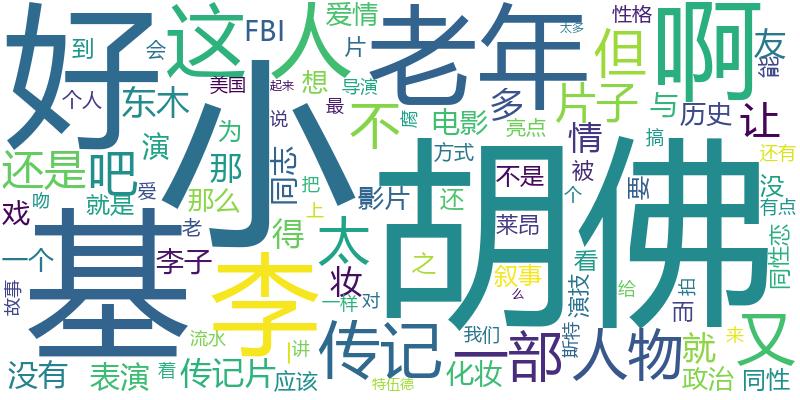 好
小
胡佛
基
李
老年
啊
这
人
但
不
片子
友
能
性格
太多
FBI
爱情
片
到
会
美国
起来
想
导演
个人
东木
为
说
最
腐
多
电影
亮点
与
历史
让
搞
还有
还是
吧
演
那
同志
把
还
方式
情
被
不是
要
没
爱
吻
就是
那么
影片
上
莱昂
个
有点
戏
老
得
太
之
一个
李子
妆
叙事
看
同性恋
故事
一样
对
么
演技
给
拍
而
流水
讲
传记
我们
一部
斯特
人物
就
来
又
没有
表演
着
传记片
应该
特伍德
化妆
政治
同性